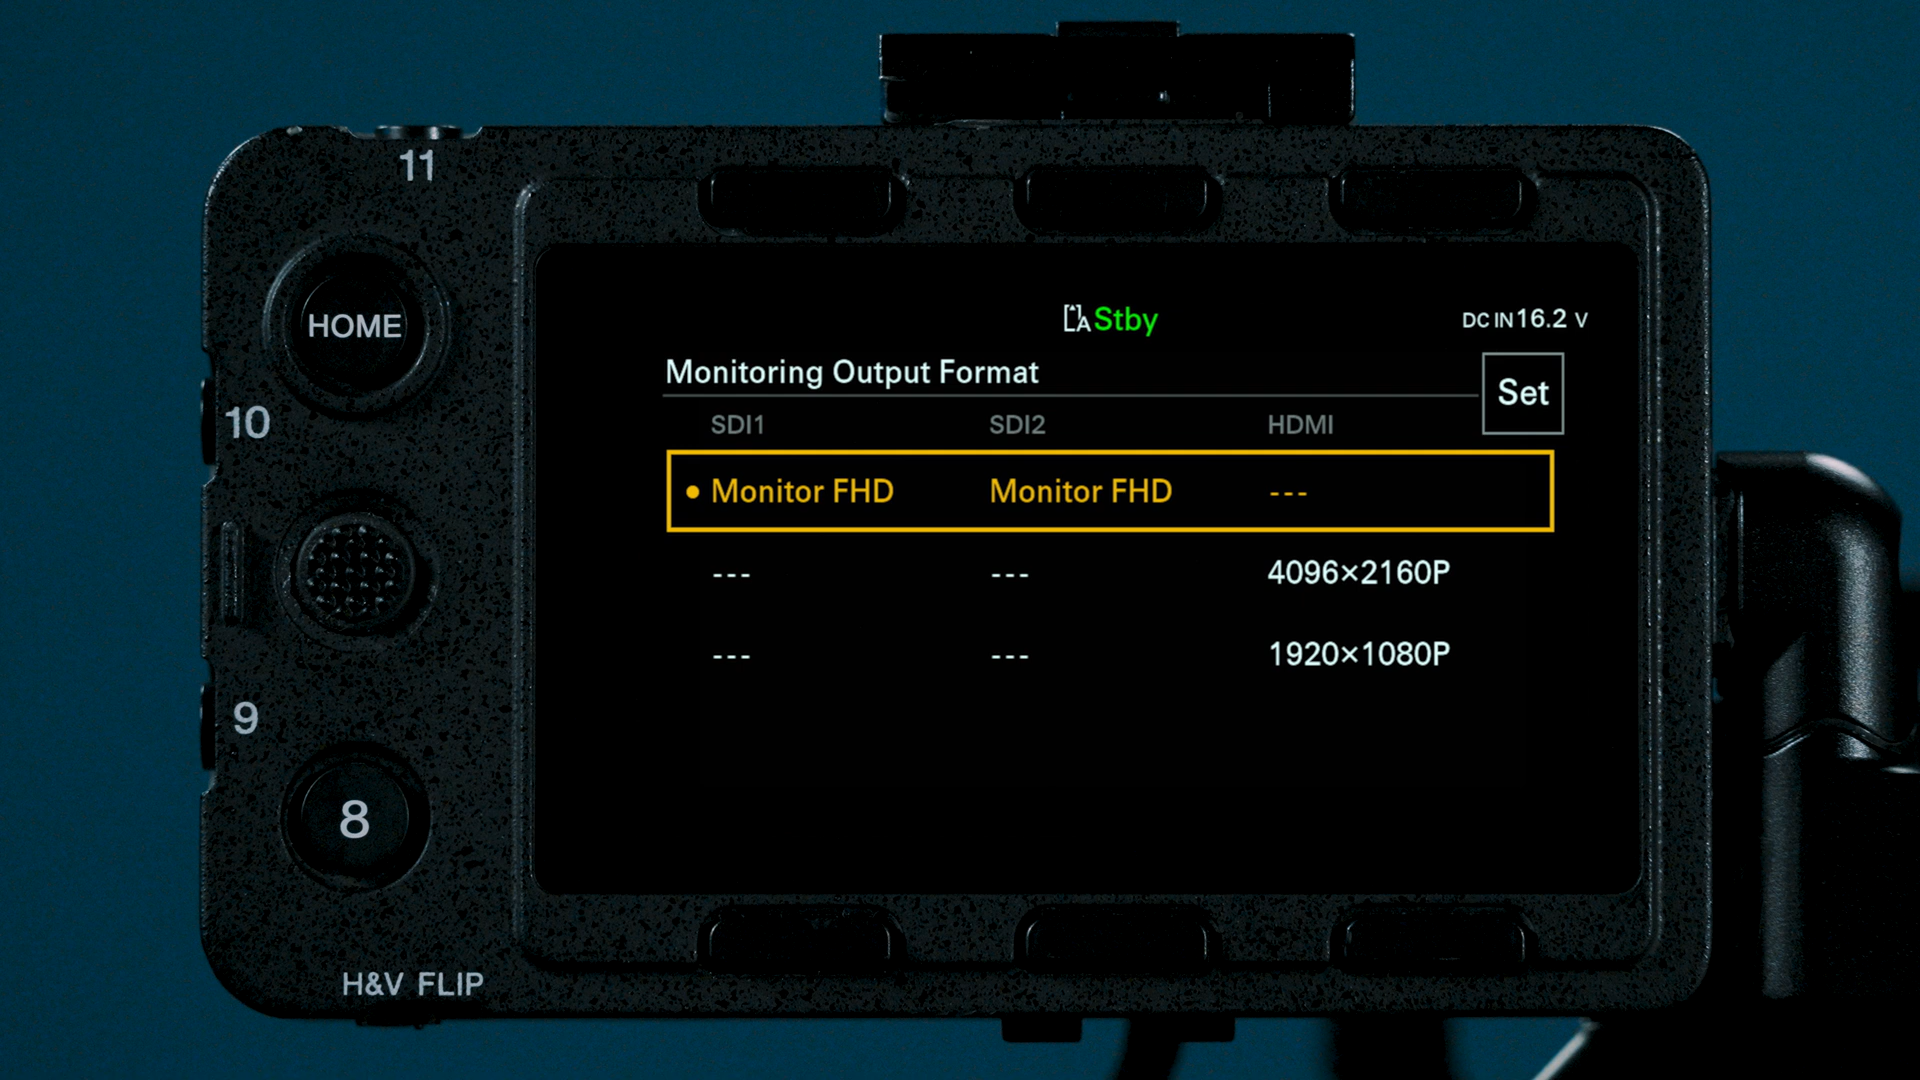 11
HOME
10
9
8
H&V FLIP
A Stby
DC IN 16.2 V
Monitoring Output Format
Set
SDI1 SDI2 HDMI
• Monitor FHD Monitor FHD ---
--- --- 4096×2160P
--- --- 1920×1080P